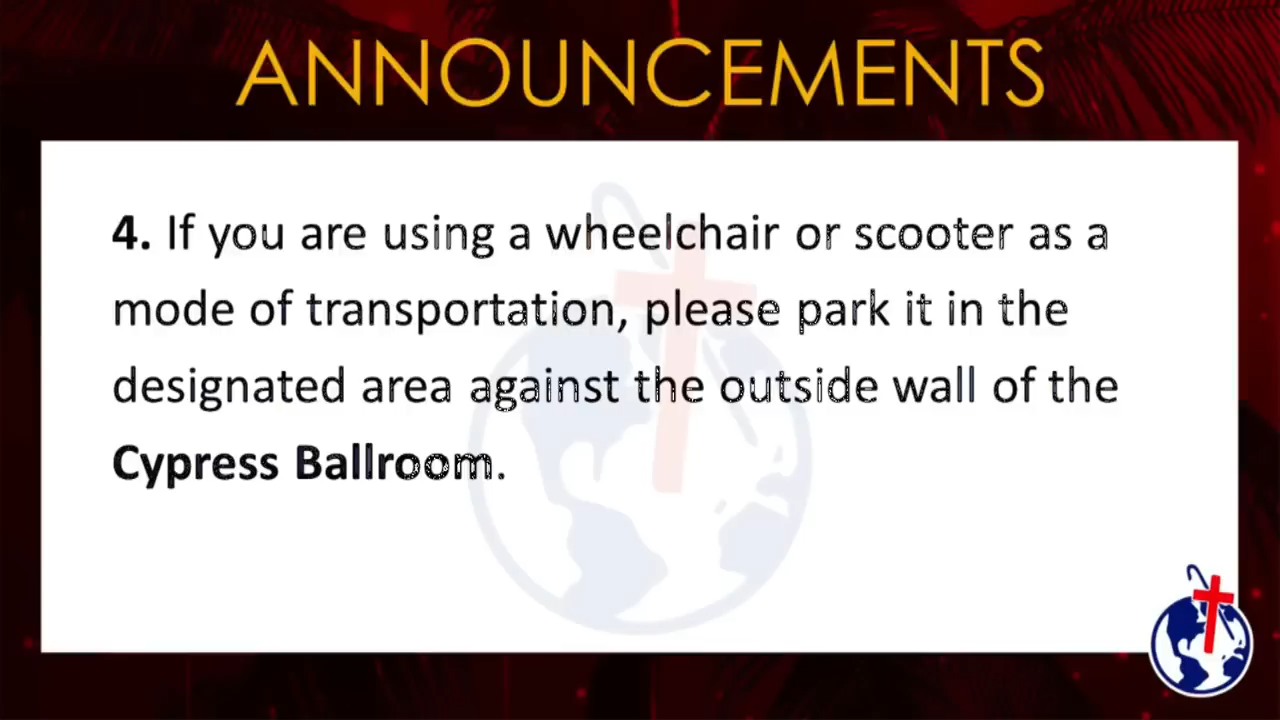 ANNOUNCEMENTS
4. If you are using a wheelchair or scooter as a
mode of transportation, please park it in the
designated area against the outside wall of the
Cypress Ballroom.